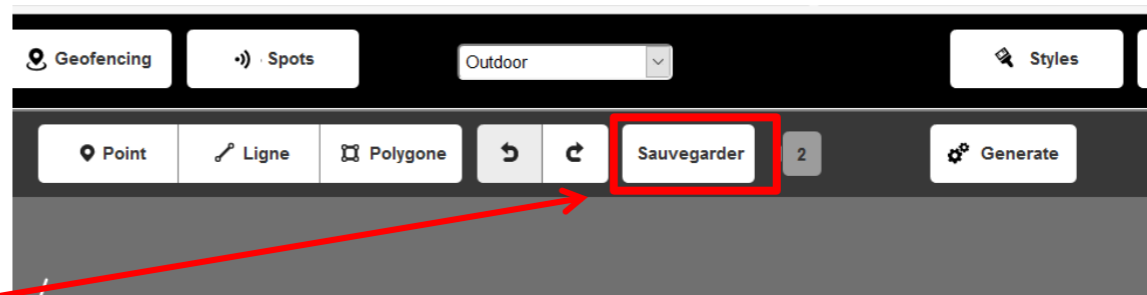 Geofencing Spots Outdoor Styles
Point Ligne Polygone Sauvegarder 2 Generate